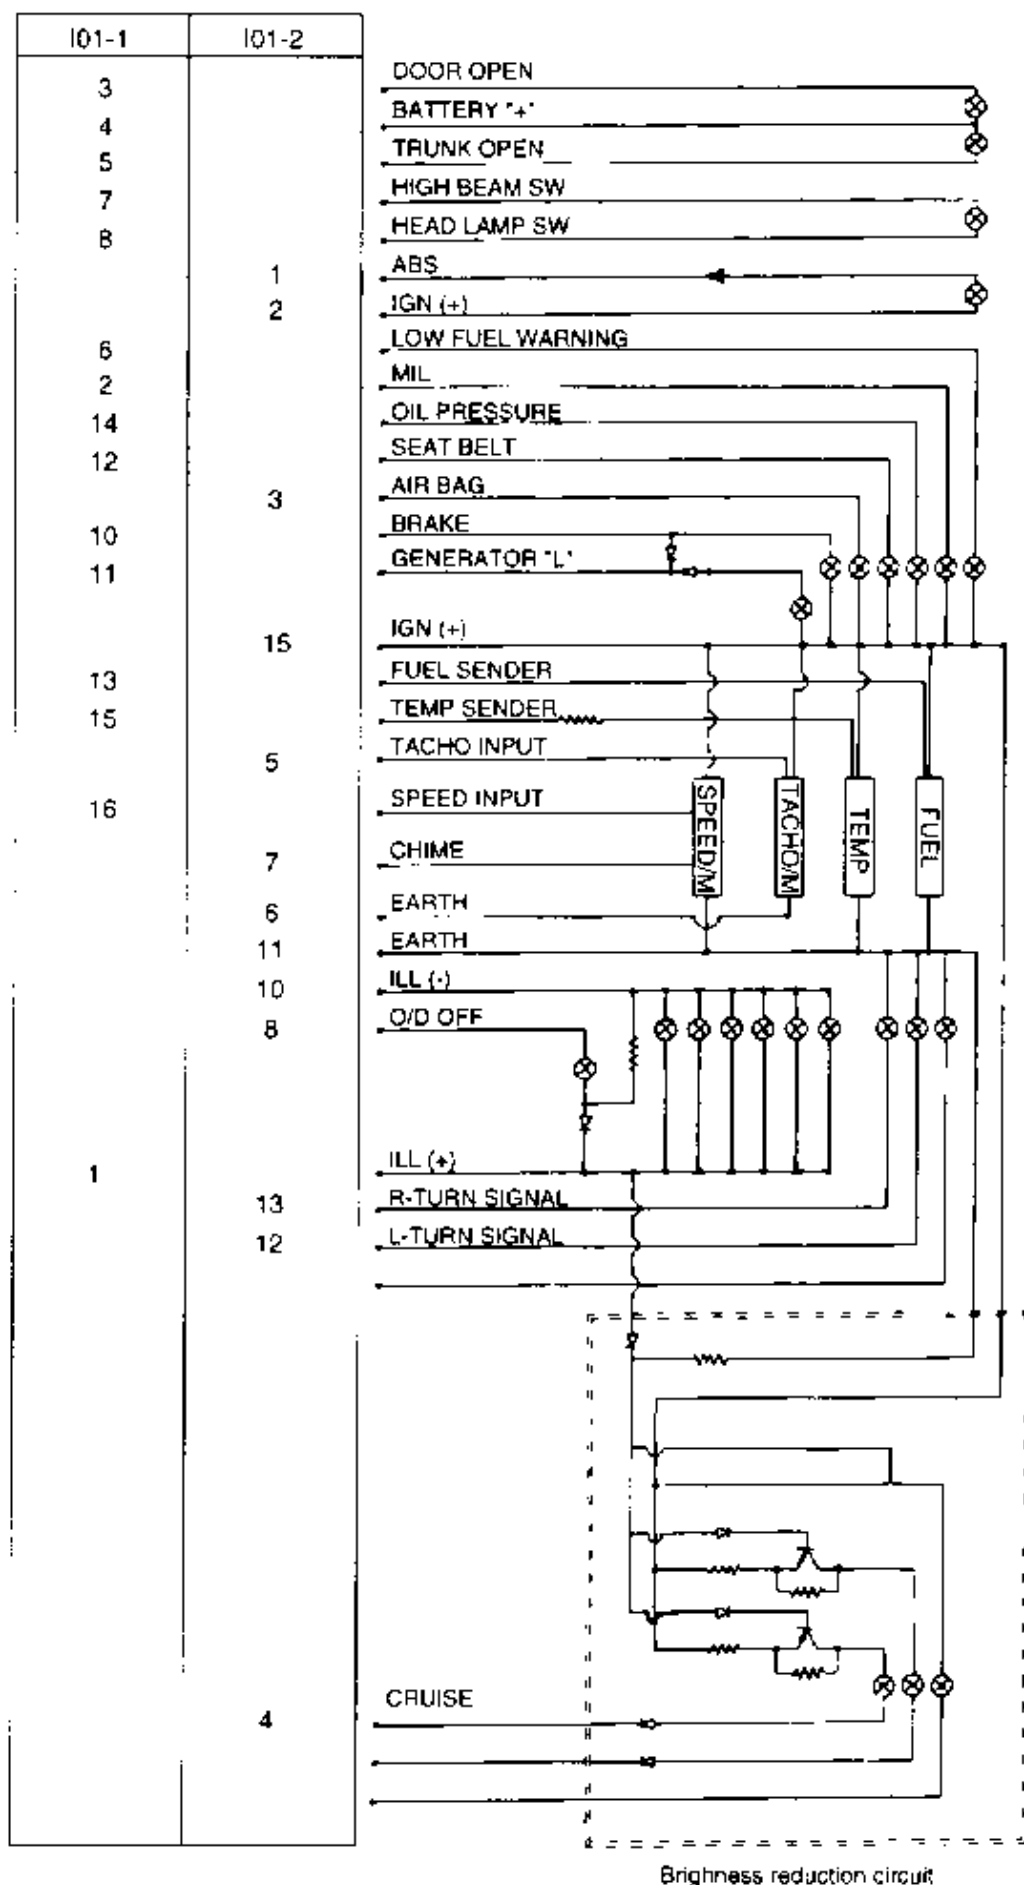 I01-1 I01-2
3 DOOR OPEN
4 BATTERY "+"
5 TRUNK OPEN
7 HIGH BEAM SW
8 HEAD LAMP SW
1 ABS
2 IGN (+)
6 LOW FUEL WARNING
2 MIL
14 OIL PRESSURE
12 SEAT BELT
3 AIR BAG
10 BRAKE
11 GENERATOR "L"
15 IGN (+)
13 FUEL SENDER
15 TEMP SENDER
5 TACHO INPUT
16 SPEED INPUT
SPEED/M
TACHO/M
TEMP
FUEL
7 CHIME
6 EARTH
11 EARTH
10 ILL (-)
8 O/D OFF
1 ILL (+)
13 R-TURN SIGNAL
12 L-TURN SIGNAL
4 CRUISE
Brighness reduction circuit